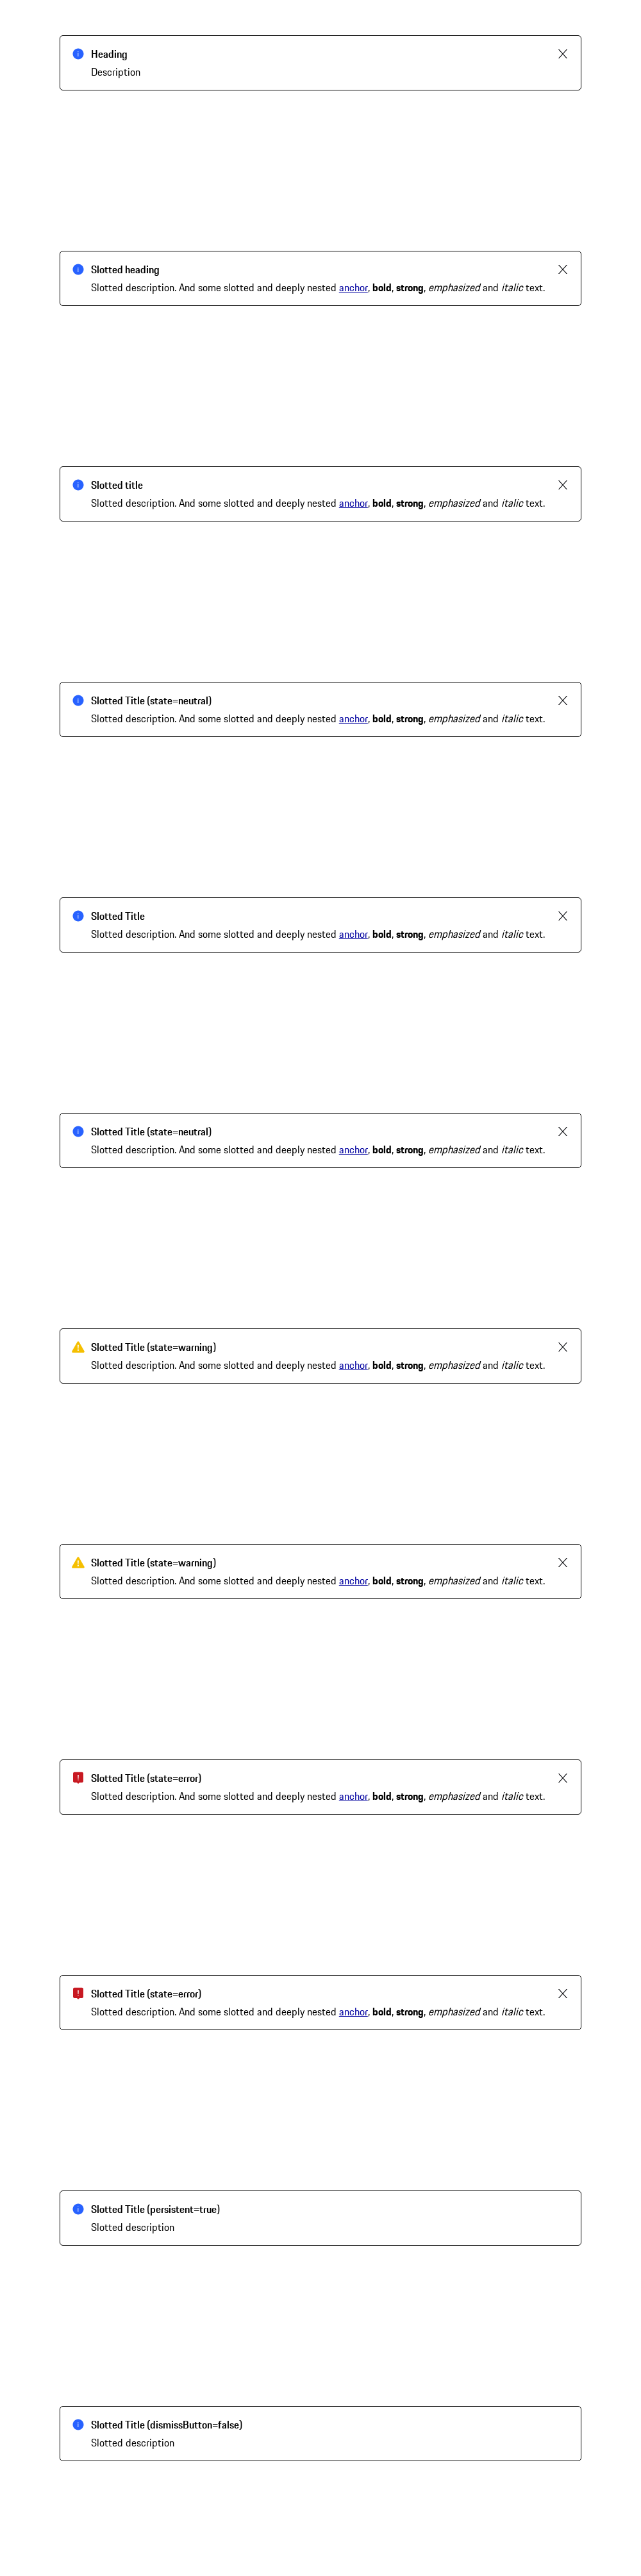 Heading
Description
Slotted heading
Slotted description. And some slotted and deeply nested anchor, bold, strong, emphasized and italic text.
Slotted title
Slotted description. And some slotted and deeply nested anchor, bold, strong, emphasized and italic text.
Slotted Title (state=neutral)
Slotted description. And some slotted and deeply nested anchor, bold, strong, emphasized and italic text.
Slotted Title
Slotted description. And some slotted and deeply nested anchor, bold, strong, emphasized and italic text.
Slotted Title (state=neutral)
Slotted description. And some slotted and deeply nested anchor, bold, strong, emphasized and italic text.
Slotted Title (state=warning)
Slotted description. And some slotted and deeply nested anchor, bold, strong, emphasized and italic text.
Slotted Title (state=warning)
Slotted description. And some slotted and deeply nested anchor, bold, strong, emphasized and italic text.
Slotted Title (state=error)
Slotted description. And some slotted and deeply nested anchor, bold, strong, emphasized and italic text.
Slotted Title (state=error)
Slotted description. And some slotted and deeply nested anchor, bold, strong, emphasized and italic text.
Slotted Title (persistent=true)
Slotted description
Slotted Title (dismissButton=false)
Slotted description